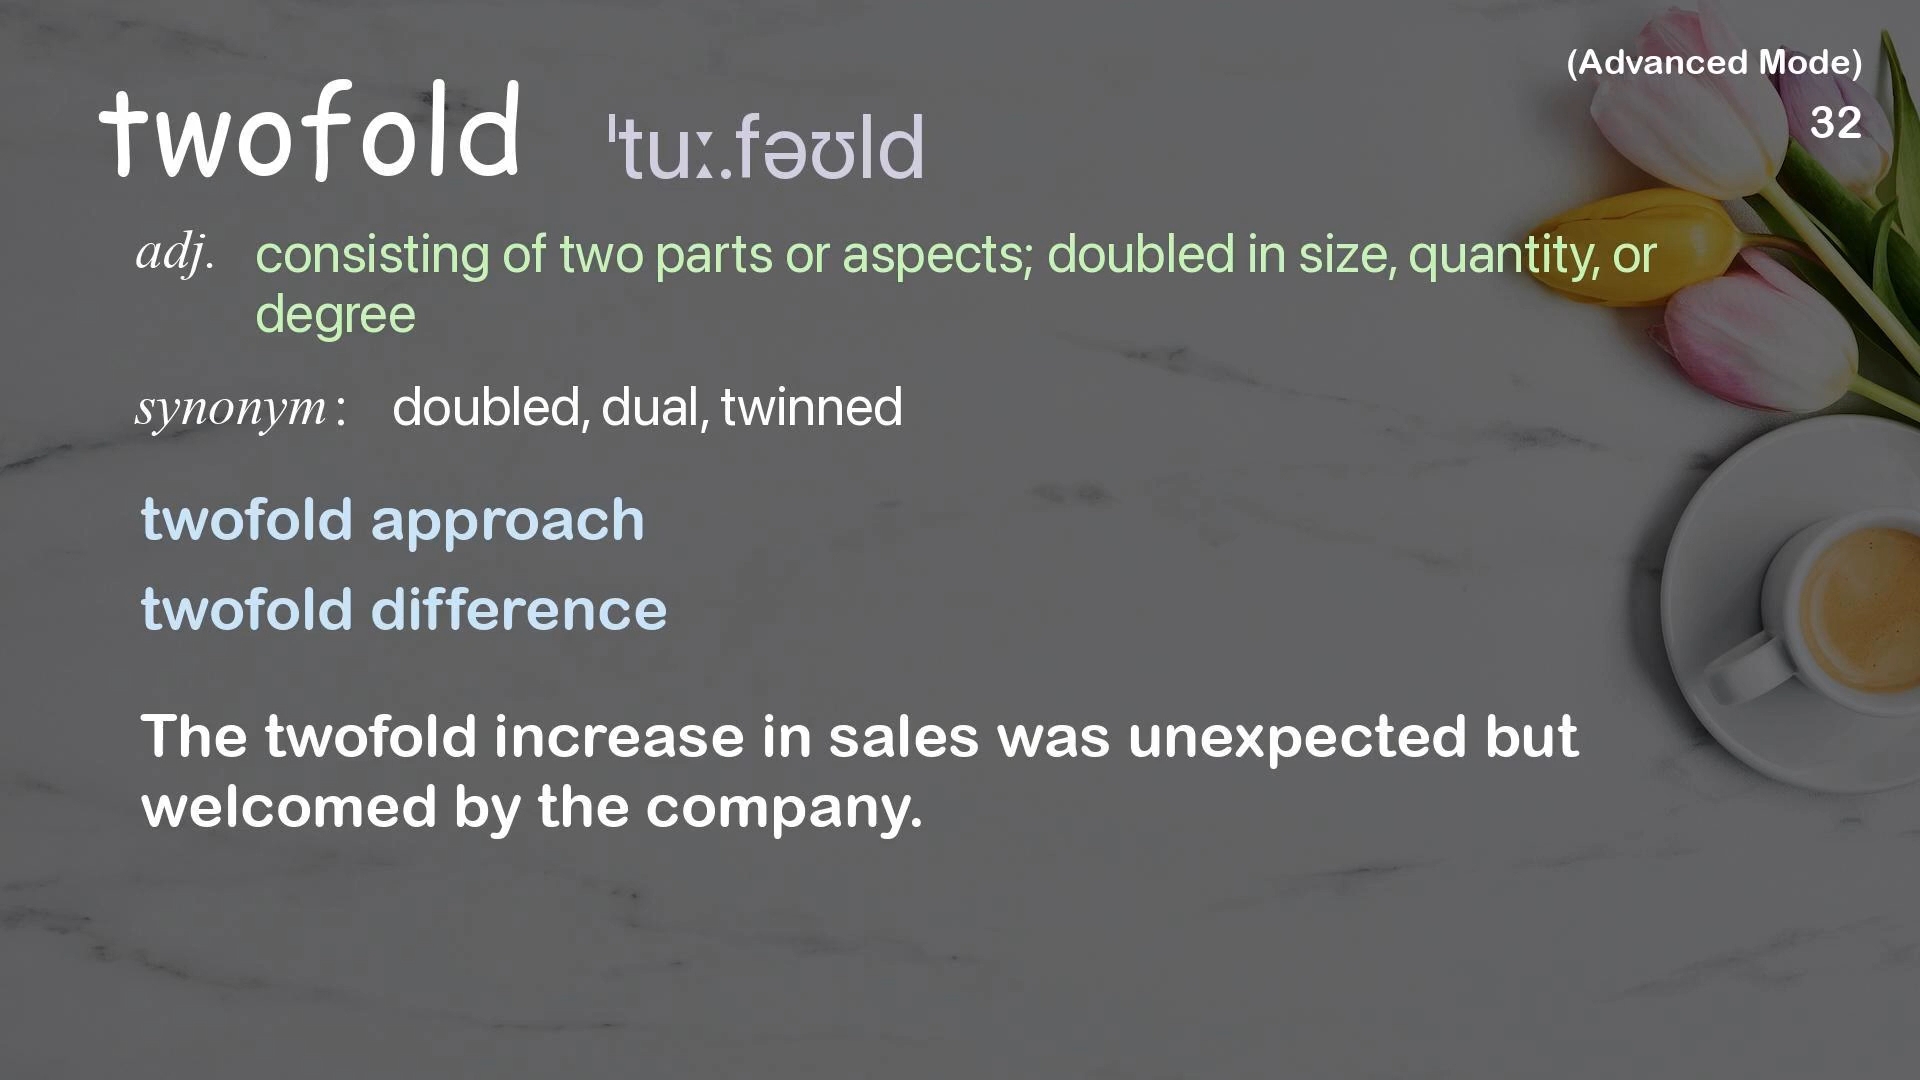 (Advanced Mode)
32
twofold ˈtuː.fəʊld
adj. consisting of two parts or aspects; doubled in size, quantity, or
degree
synonym: doubled, dual, twinned
twofold approach
twofold difference
The twofold increase in sales was unexpected but
welcomed by the company.